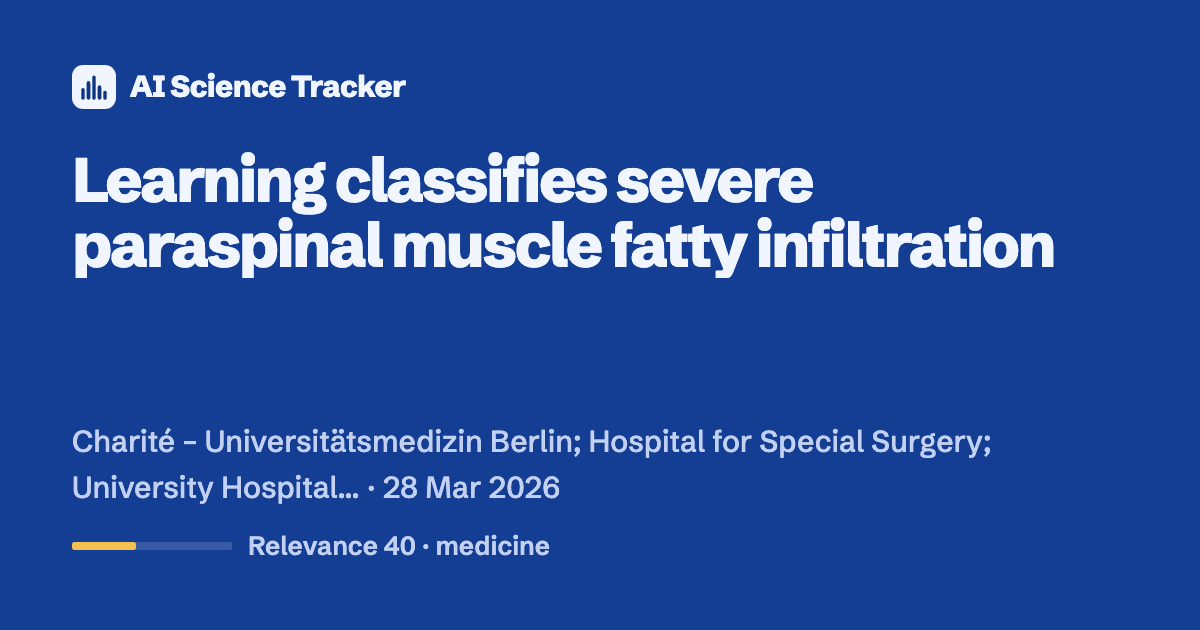 AI Science Tracker
Learning classifies severe
paraspinal muscle fatty infiltration
Charité – Universitätsmedizin Berlin; Hospital for Special Surgery;
University Hospital... · 28 Mar 2026
Relevance 40 · medicine